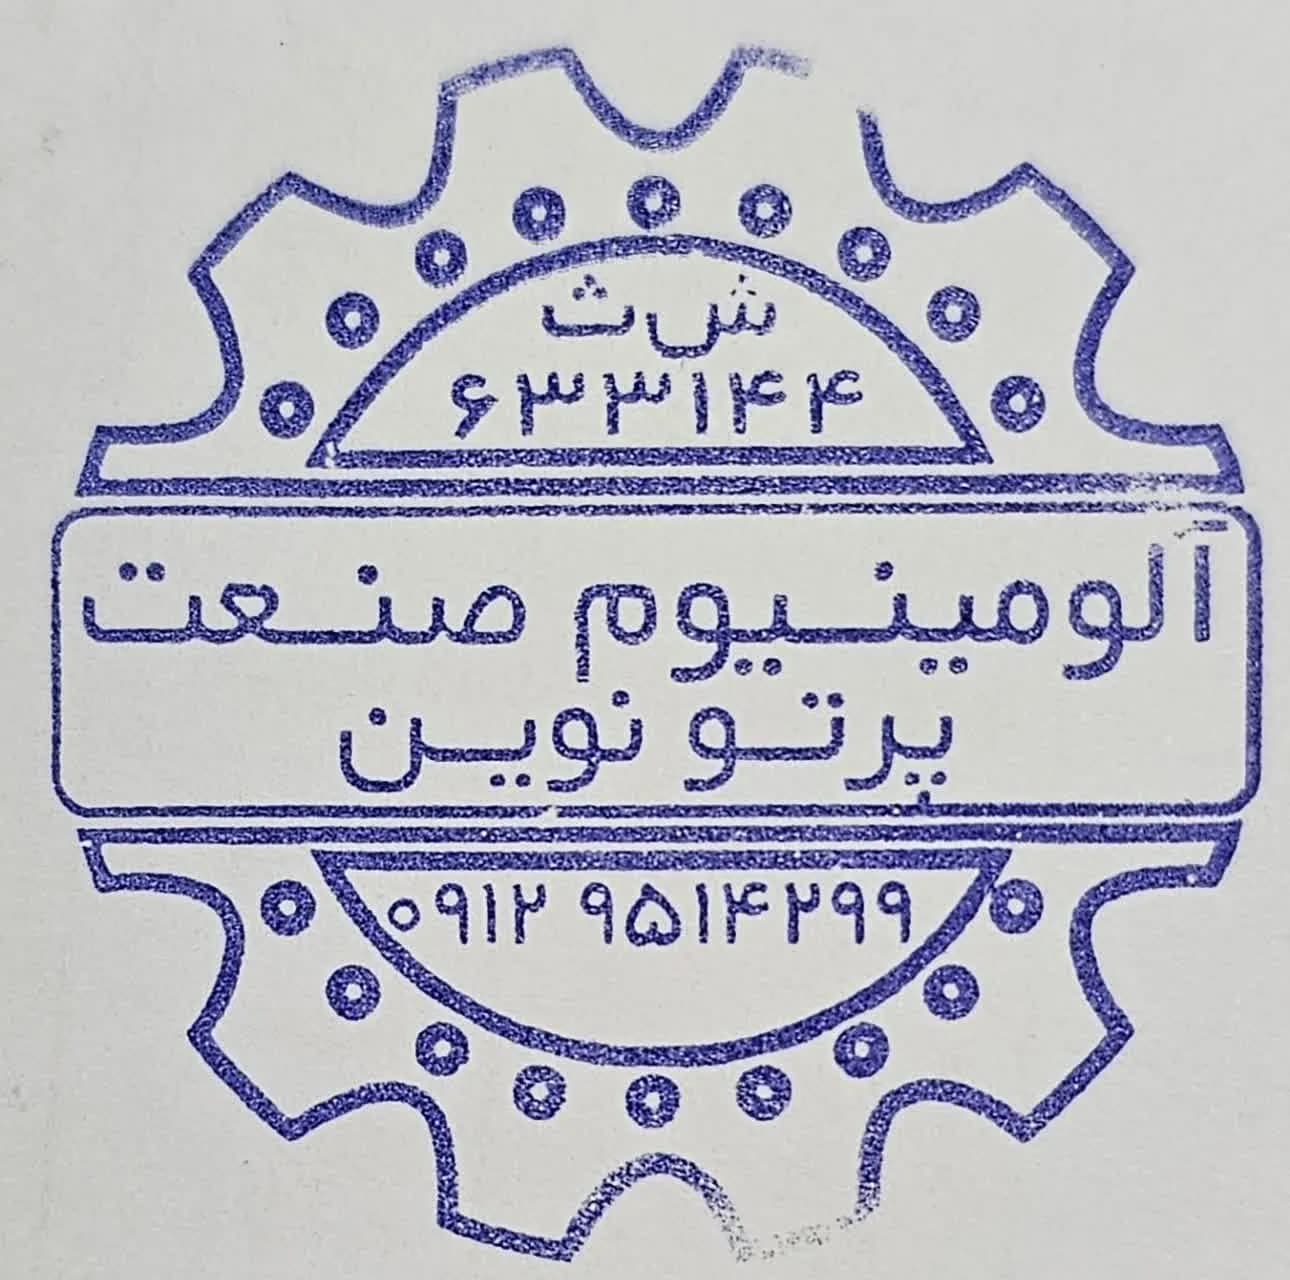 ش ث
۶۳۳۱۴۴
آلومینیوم صنعت
پرتو نوین
۰۹۱۲ ۹۵۱۴۲۹۹